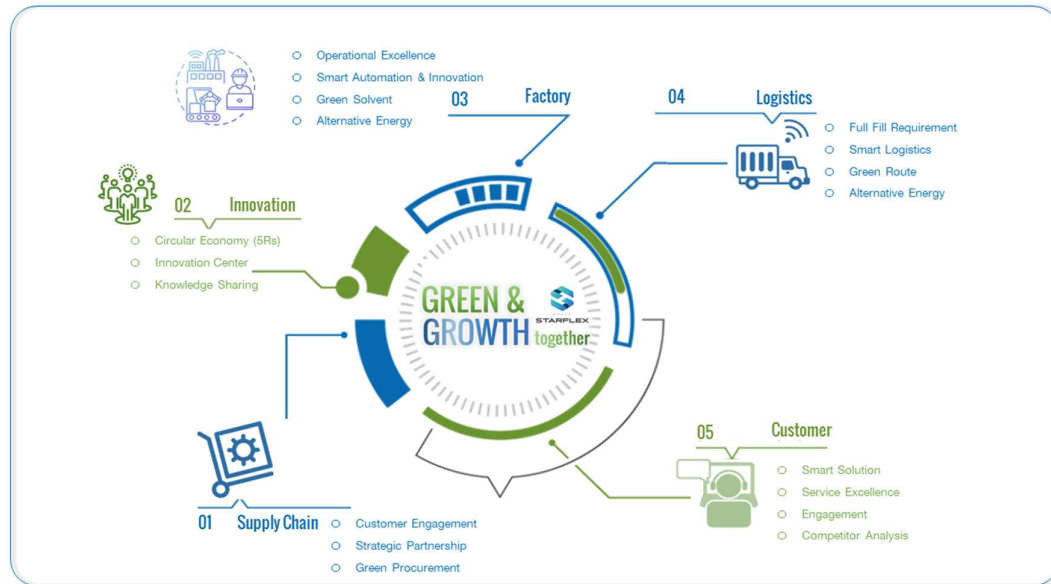 01 Supply Chain
Customer Engagement
Strategic Partnership
Green Procurement
02 Innovation
Circular Economy (5Rs)
Innovation Center
Knowledge Sharing
03 Factory
Operational Excellence
Smart Automation & Innovation
Green Solvent
Alternative Energy
04 Logistics
Full Fill Requirement
Smart Logistics
Green Route
Alternative Energy
05 Customer
Smart Solution
Service Excellence
Engagement
Competitor Analysis
GREEN &
GROWTH together
STARFLEX